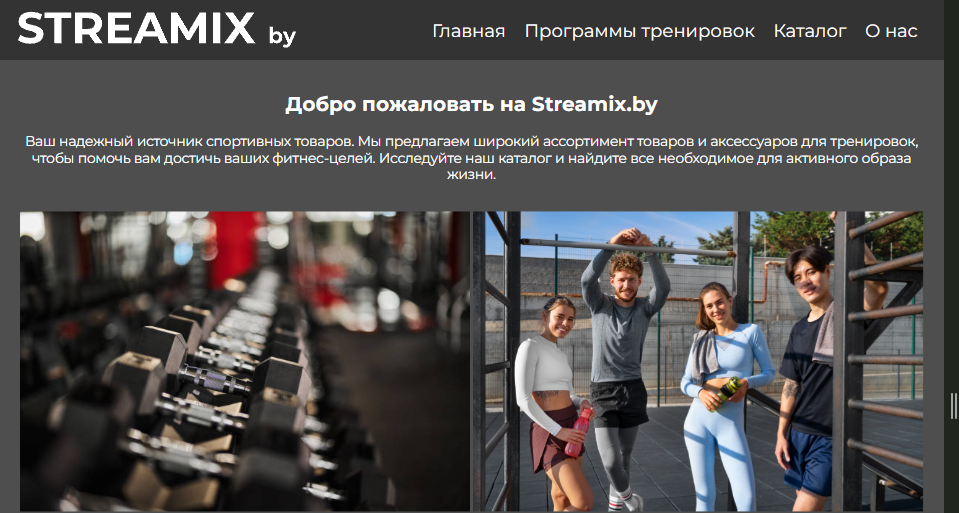 STREAMIX by
Главная Программы тренировок Каталог О нас
Добро пожаловать на Streamix.by
Ваш надежный источник спортивных товаров. Мы предлагаем широкий ассортимент товаров и аксессуаров для тренировок,
чтобы помочь вам достичь ваших фитнес-целей. Исследуйте наш каталог и найдите все необходимое для активного образа
жизни.